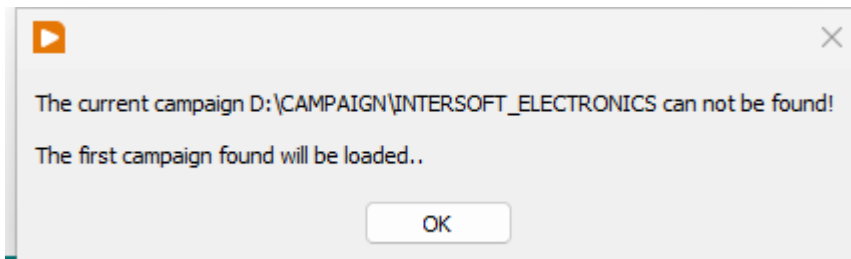 The current campaign D:\CAMPAIGN\INTERSOFT_ELECTRONICS can not be found!
The first campaign found will be loaded..
OK